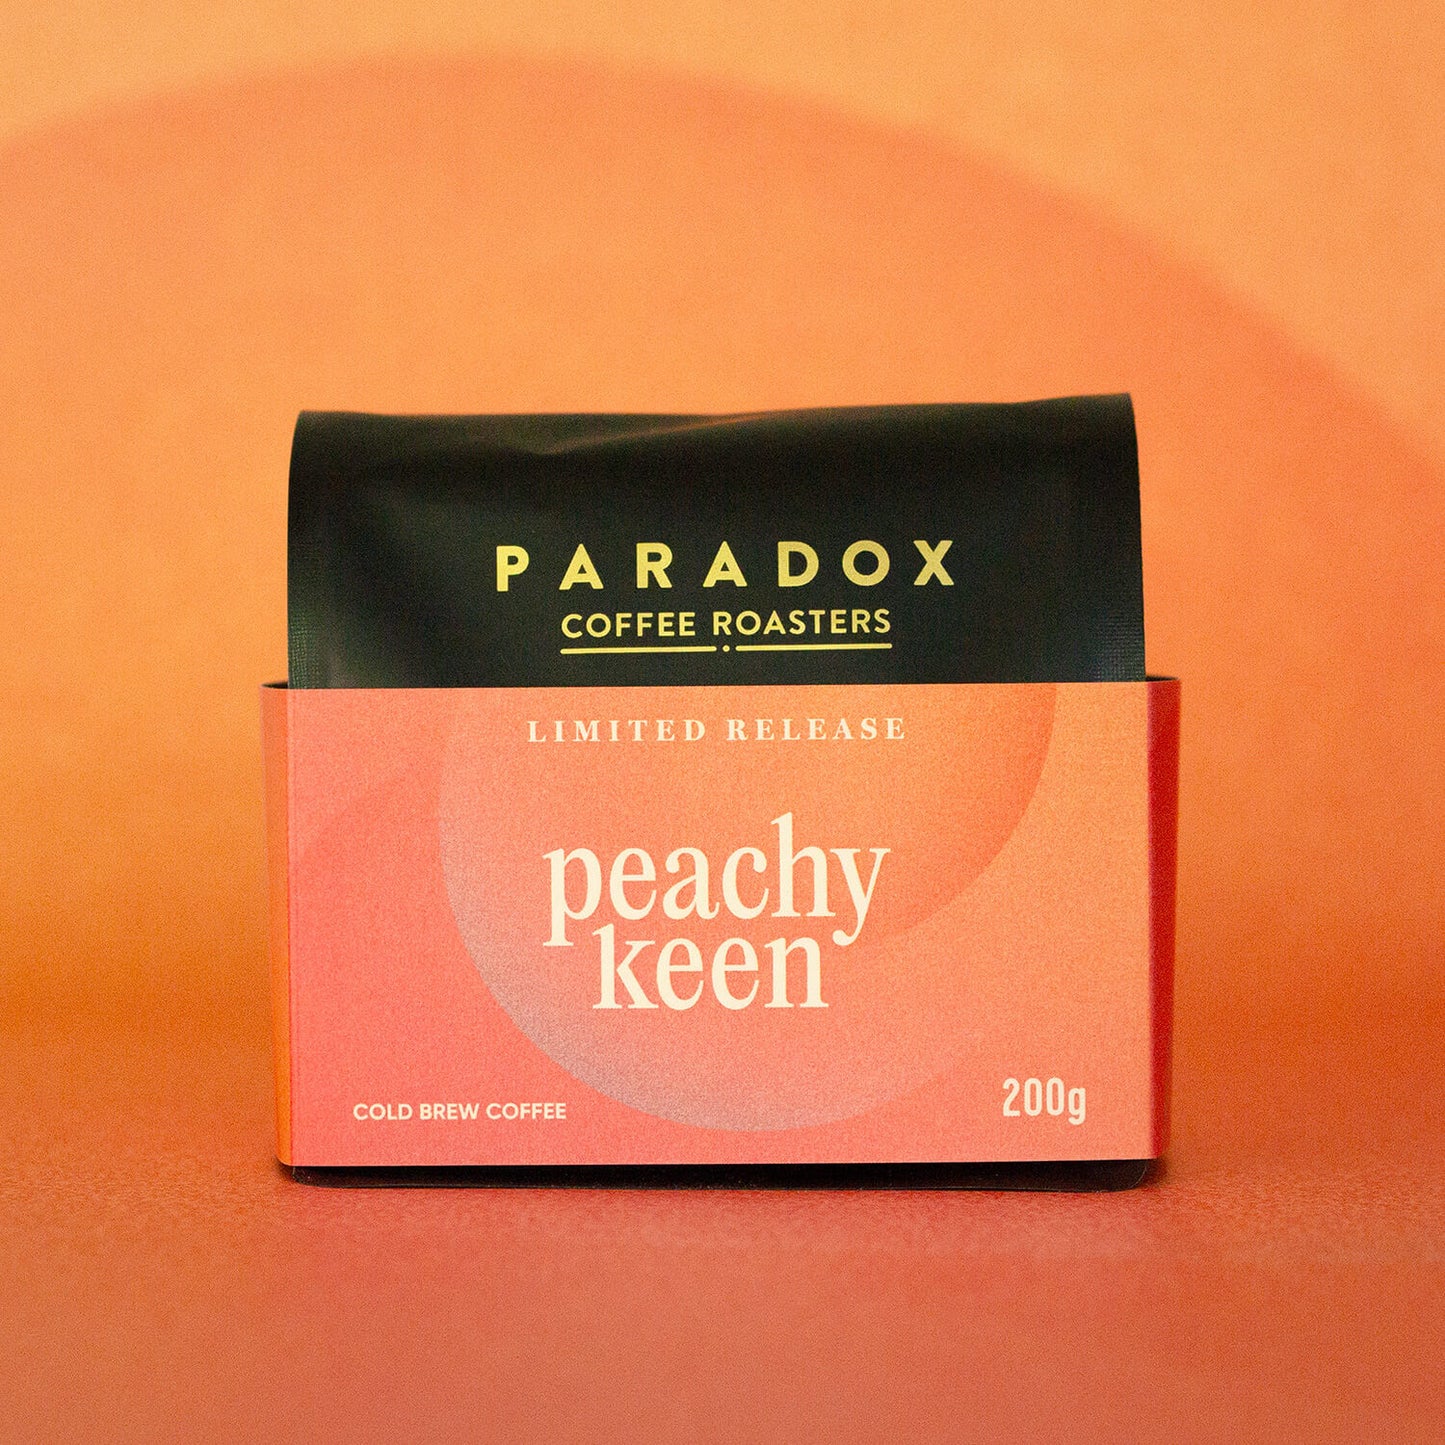 PARADOX
COFFEE ROASTERS
LIMITED RELEASE
peachy
keen
COLD BREW COFFEE
200g